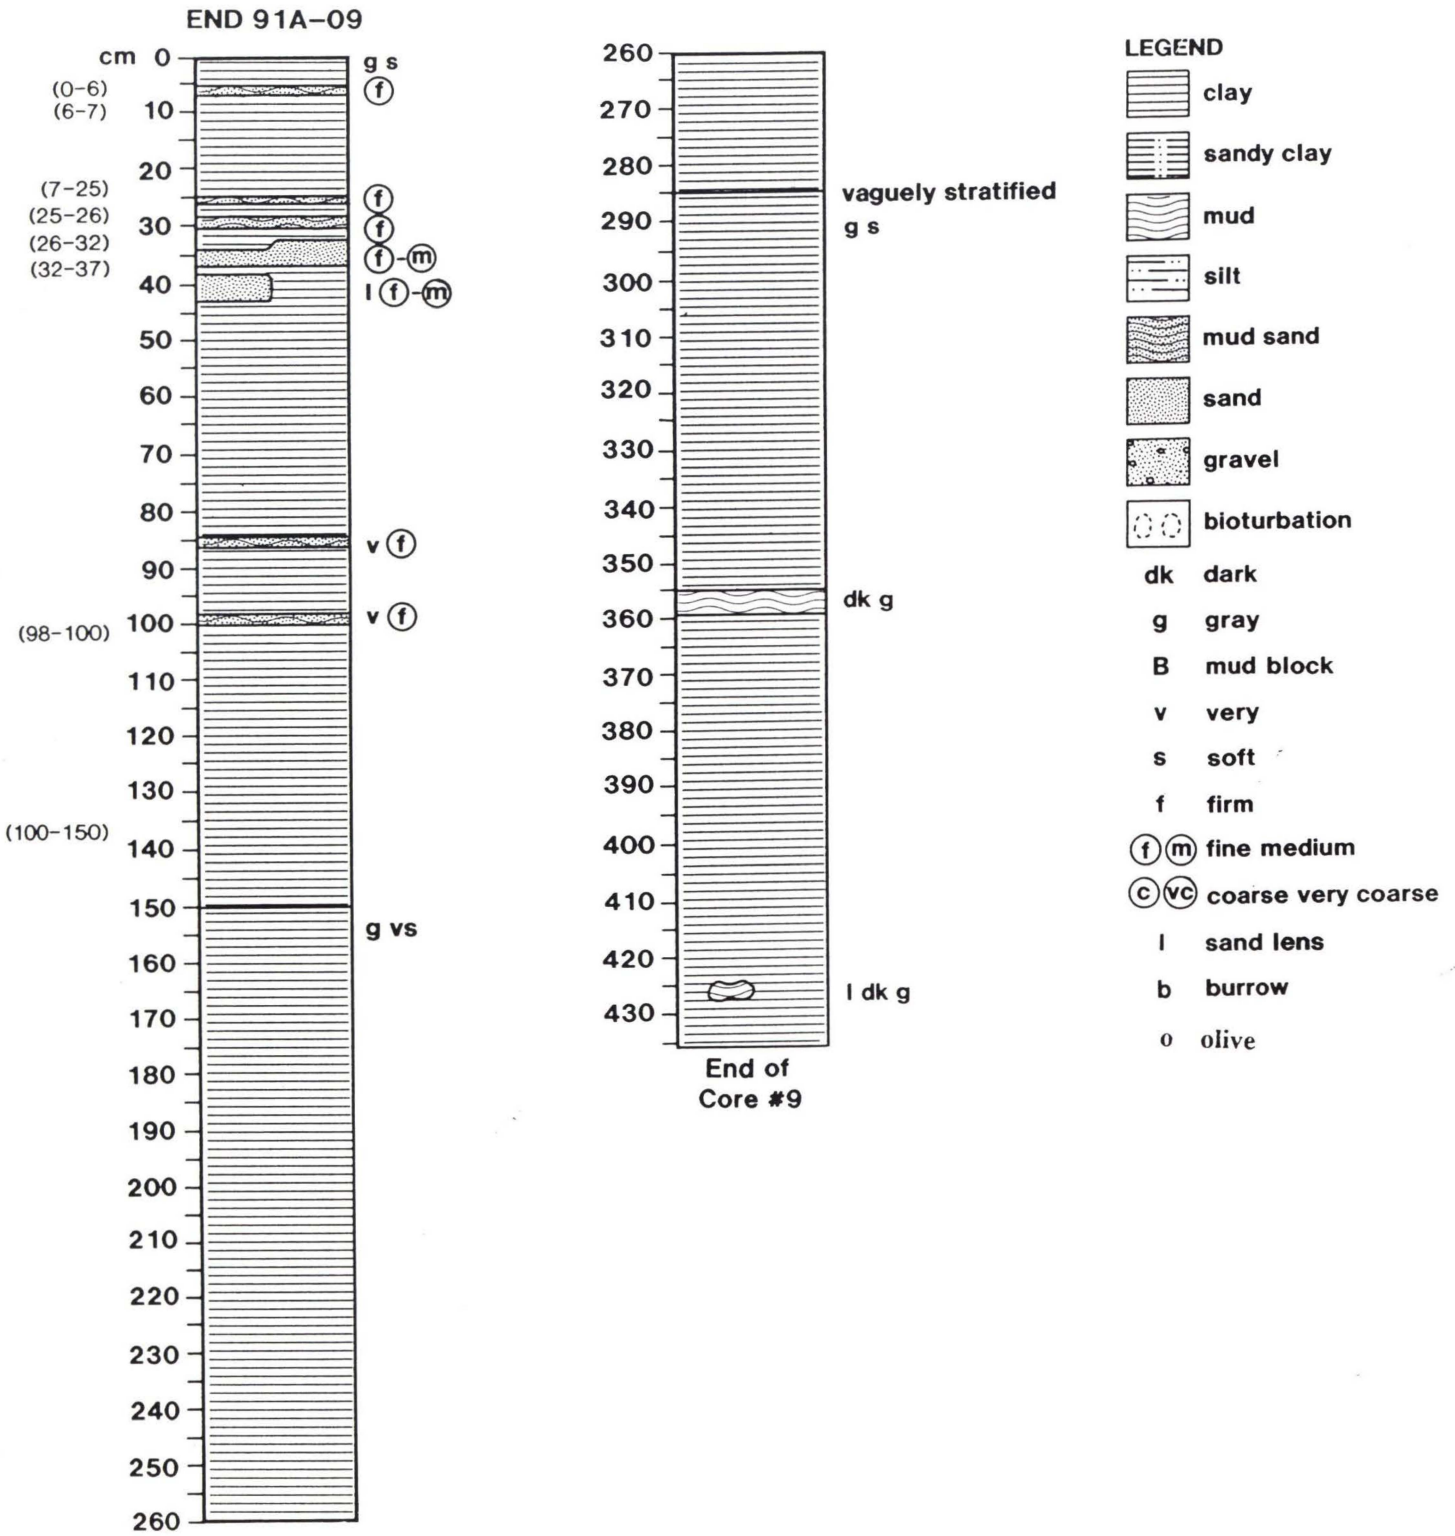 END 91A-09
cm 0
g s
(0-6)
f
(6-7)
10
20
(7-25)
f
(25-26)
30
f
(26-32)
f-m
(32-37)
40
l f-m
50
60
70
80
v f
90
100
v f
(98-100)
110
120
130
(100-150)
140
150
g vs
160
170
180
190
200
210
220
230
240
250
260
260
270
280
vaguely stratified
290
g s
300
310
320
330
340
350
dk g
360
370
380
390
400
410
420
l dk g
430
End of
Core #9
LEGEND
clay
sandy clay
mud
silt
mud sand
sand
gravel
bioturbation
dk dark
g gray
B mud block
v very
s soft
f firm
f m fine medium
c vc coarse very coarse
l sand lens
b burrow
o olive